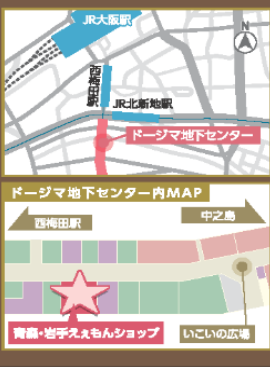 JR大阪駅
N
西梅田駅
JR北新地駅
ドージマ地下センター
ドージマ地下センター内MAP
西梅田駅
中之島
青森・岩手ええもんショップ
いこいの広場